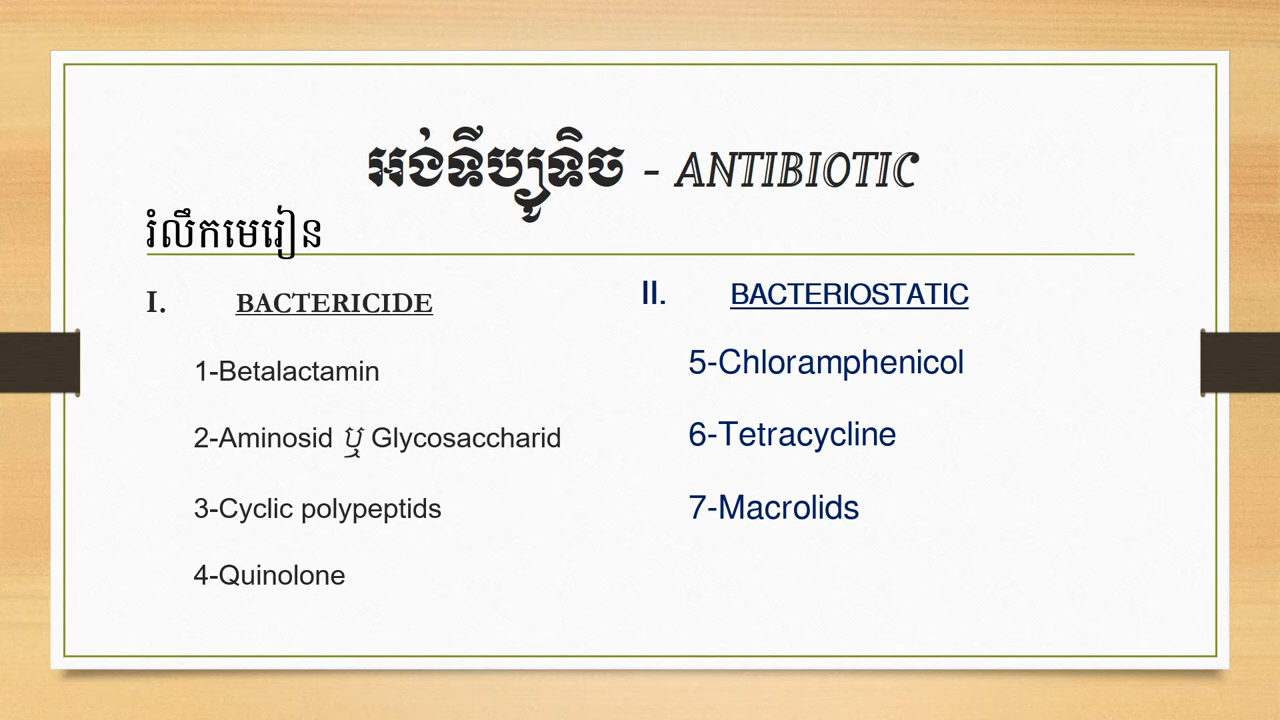 អង់ទីប្យូទិច - ANTIBIOTIC
រំលឹកមេរៀន
I. BACTERICIDE
1-Betalactamin
2-Aminosid ឬ Glycosaccharid
3-Cyclic polypeptids
4-Quinolone
II. BACTERIOSTATIC
5-Chloramphenicol
6-Tetracycline
7-Macrolids